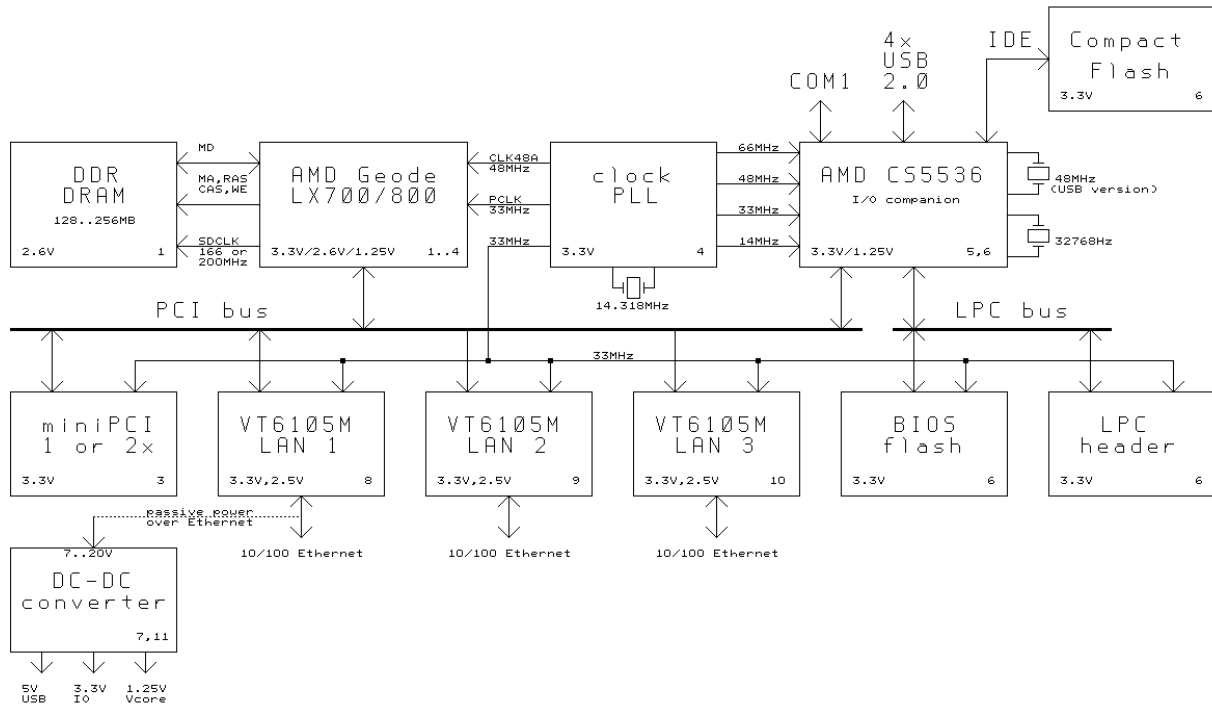 4x
USB
2.0
IDE
Compact
Flash
3.3V 6
COM1
DDR
DRAM
128..256MB
2.6V 1
MD
MA,RAS
CAS,WE
SDCLK
166 or
200MHz
AMD Geode
LX700/800
3.3V/2.6V/1.25V 1..4
CLK48A
48MHz
PCLK
33MHz
33MHz
clock
PLL
3.3V 4
14.318MHz
66MHz
48MHz
33MHz
14MHz
AMD CS5536
I/O companion
3.3V/1.25V 5,6
48MHz
(USB version)
32768Hz
PCI bus
LPC bus
33MHz
miniPCI
1 or 2x
3.3V 3
VT6105M
LAN 1
3.3V,2.5V 8
VT6105M
LAN 2
3.3V,2.5V 9
VT6105M
LAN 3
3.3V,2.5V 10
BIOS
flash
3.3V 6
LPC
header
3.3V 6
passive power
over Ethernet
10/100 Ethernet
10/100 Ethernet
10/100 Ethernet
7..20V
DC-DC
converter
7,11
5V
USB
3.3V
IO
1.25V
Vcore